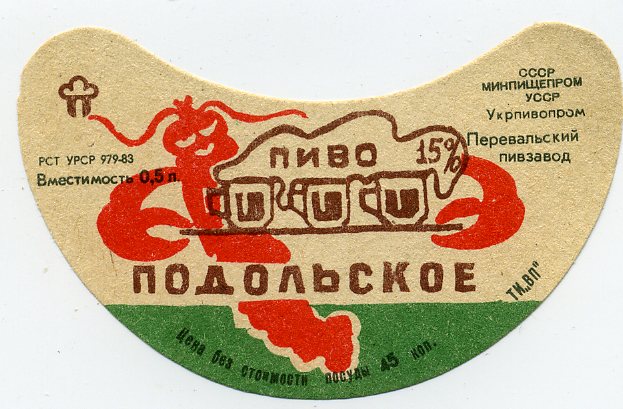 СССР
МИНПИЩЕПРОМ
УССР
Укрпивопром
Перевальский
пивзавод
РСТ УРСР 979-83
Вместимость 0,5 л.
ПИВО 15%
ПОДОЛЬСКОЕ
ТИ„ВП"
Цена без стоимости посуды 45 коп.